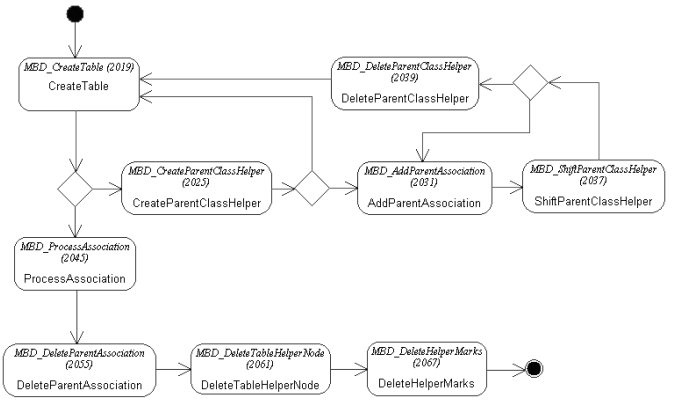 MBD_CreateTable (2019)
CreateTable
MBD_DeleteParentClassHelper
(2039)
DeleteParentClassHelper
MBD_CreateParentClassHelper
(2025)
CreateParentClassHelper
MBD_AddParentAssociation
(2031)
AddParentAssociation
MBD_ShiftParentClassHelper
(2037)
ShiftParentClassHelper
MBD_ProcessAssociation
(2045)
ProcessAssociation
MBD_DeleteParentAssociation
(2055)
DeleteParentAssociation
MBD_DeleteTableHelperNode
(2061)
DeleteTableHelperNode
MBD_DeleteHelperMarks
(2067)
DeleteHelperMarks